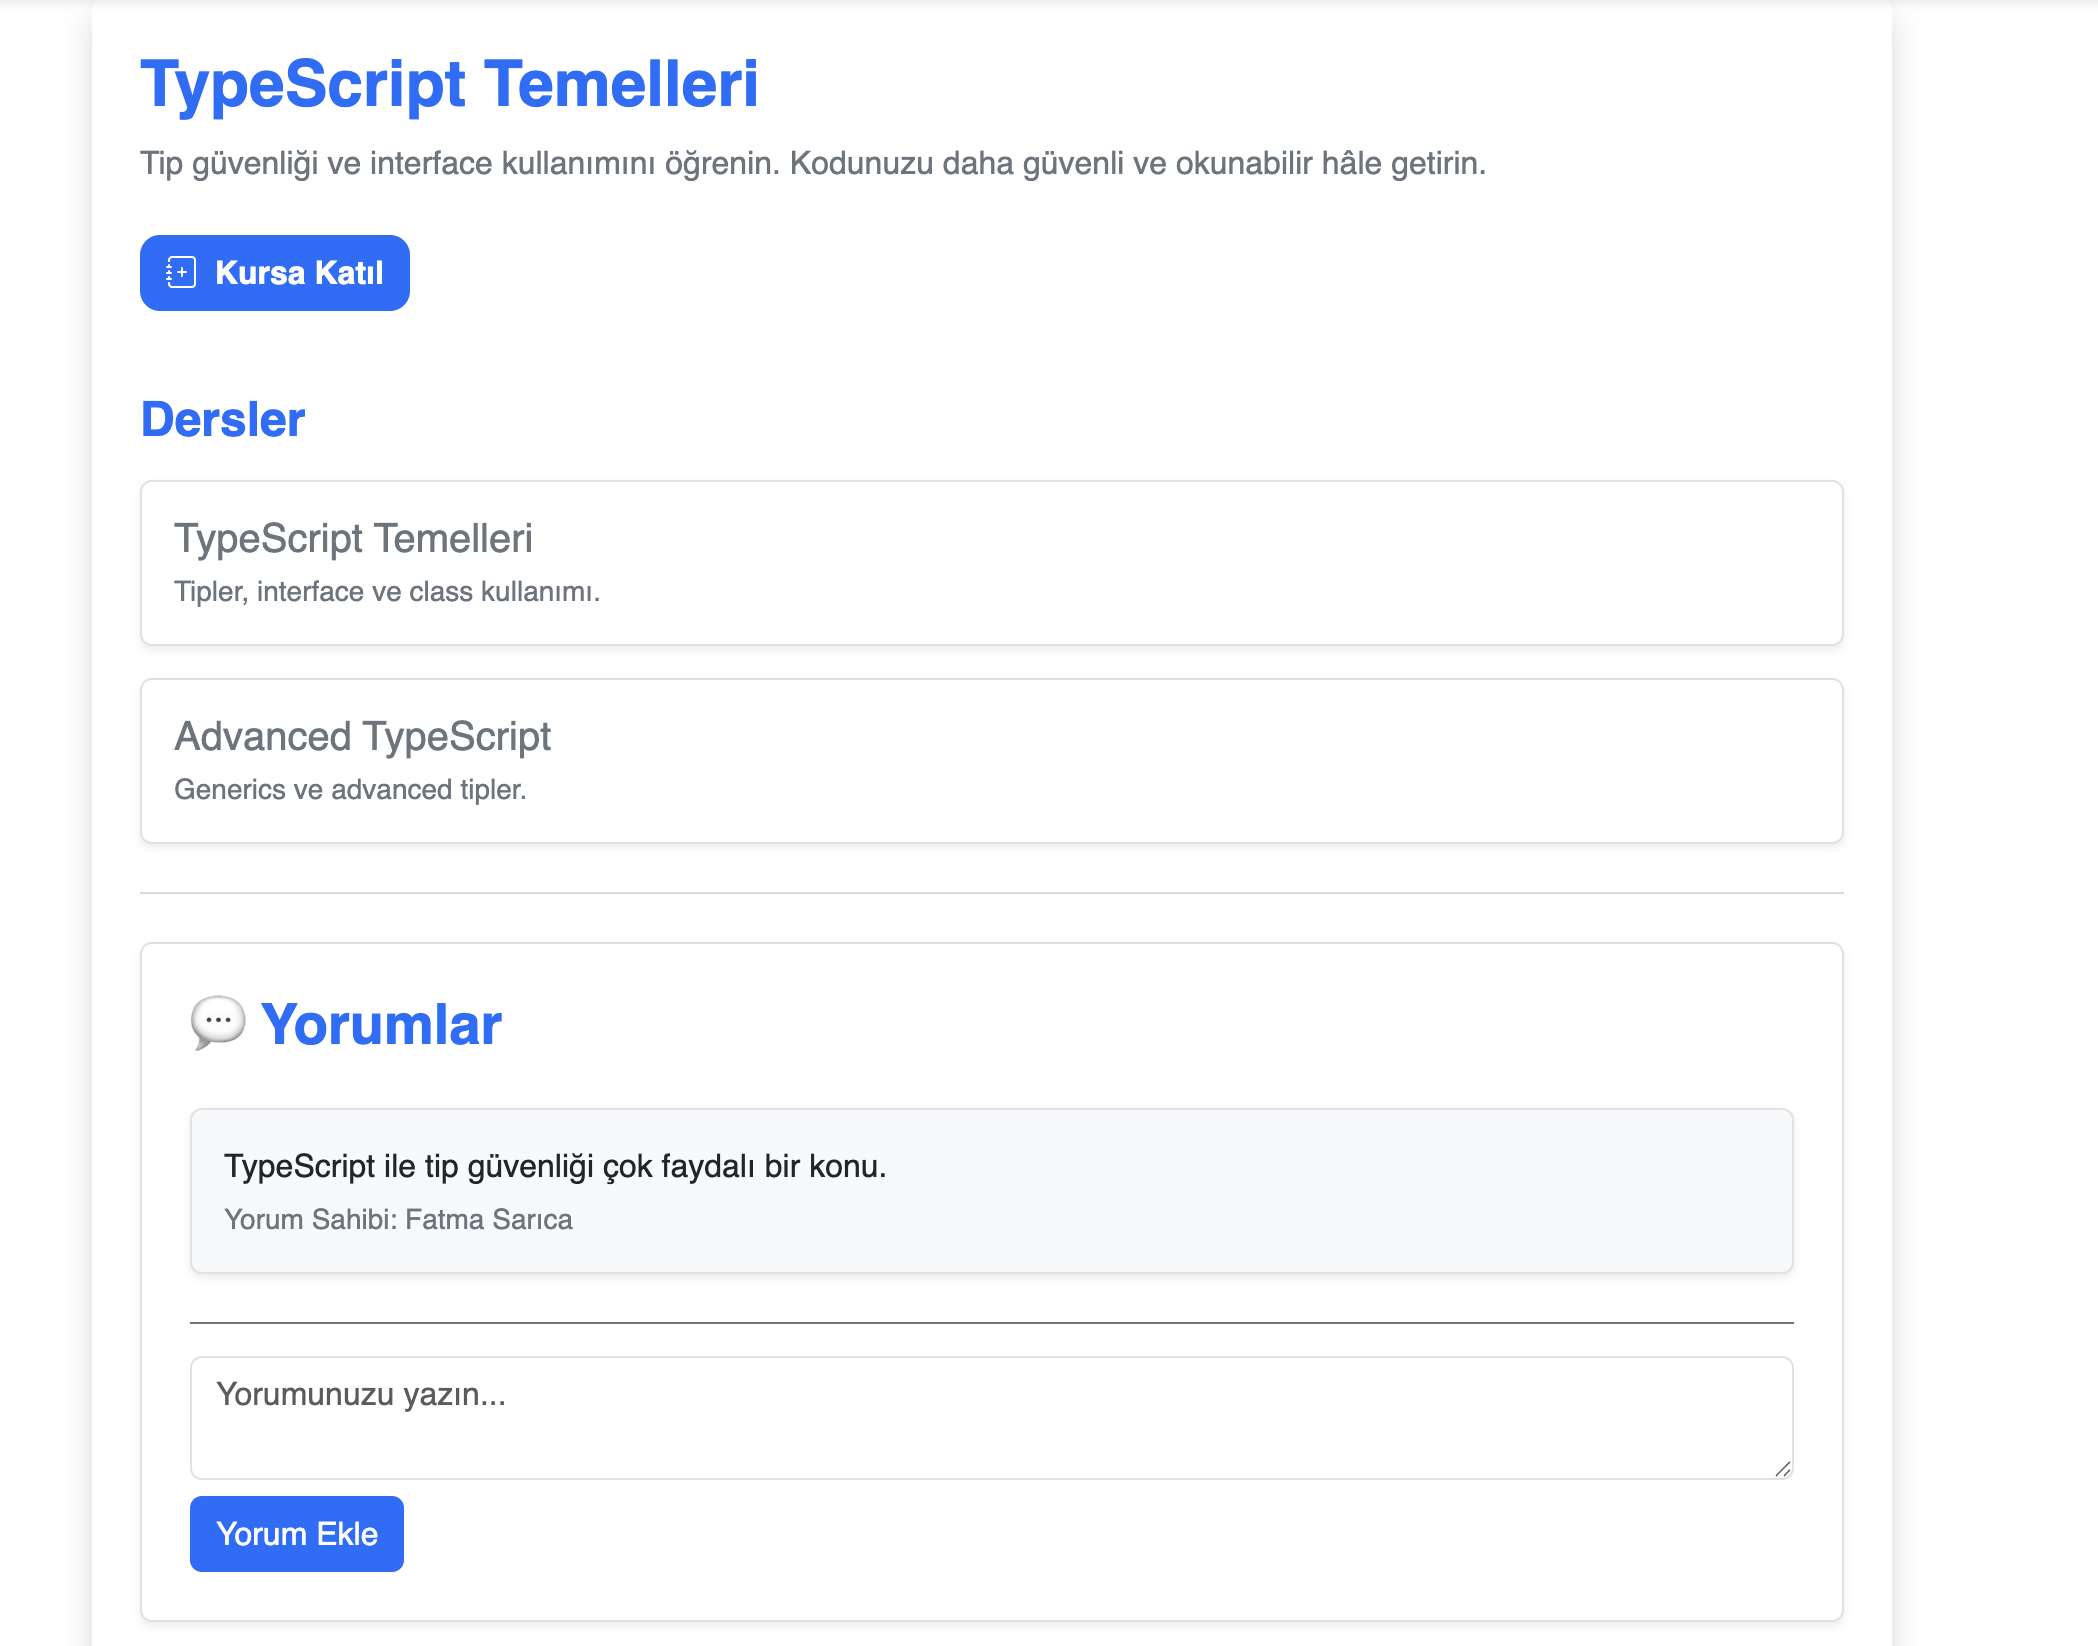 TypeScript Temelleri
Tip güvenliği ve interface kullanımını öğrenin. Kodunuzu daha güvenli ve okunabilir hâle getirin.
Kursa Katıl
Dersler
TypeScript Temelleri
Tipler, interface ve class kullanımı.
Advanced TypeScript
Generics ve advanced tipler.
Yorumlar
TypeScript ile tip güvenliği çok faydalı bir konu.
Yorum Sahibi: Fatma Sarıca
Yorumunuzu yazın...
Yorum Ekle